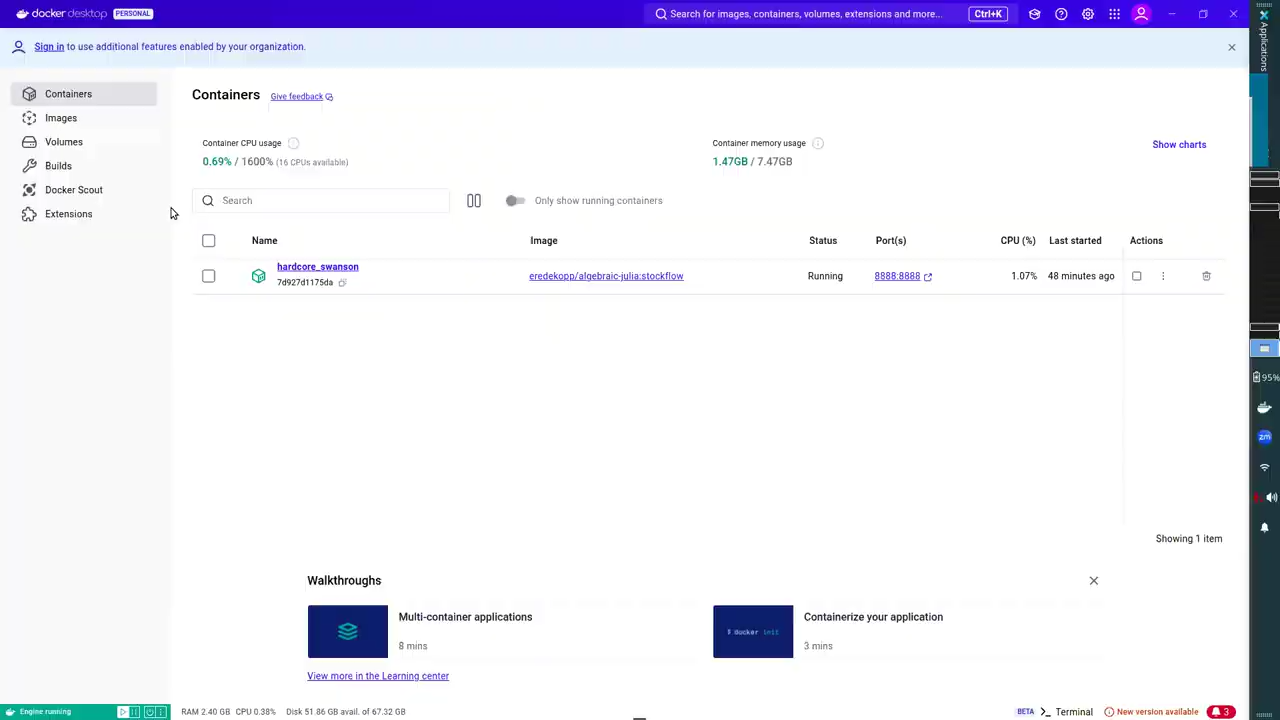 docker desktop PERSONAL
Search for images, containers, volumes, extensions and more... Ctrl+K
Sign in to use additional features enabled by your organization.
Containers
Images
Volumes
Builds
Docker Scout
Extensions
Containers Give feedback
Container CPU usage
0.69% / 1600% (16 CPUs available)
Container memory usage
1.47GB / 7.47GB
Show charts
Search
Only show running containers
Name Image Status Port(s) CPU (%) Last started Actions
hardcore_swanson
7d927d1175da
eredekopp/algebraic-julia:stockflow Running 8888:8888 1.07% 48 minutes ago
Showing 1 item
Walkthroughs
Multi-container applications
8 mins
$ docker init
Containerize your application
3 mins
View more in the Learning center
Engine running
RAM 2.40 GB CPU 0.38% Disk 51.86 GB avail. of 67.32 GB
BETA >_ Terminal New version available 3
Applications
95%
zm